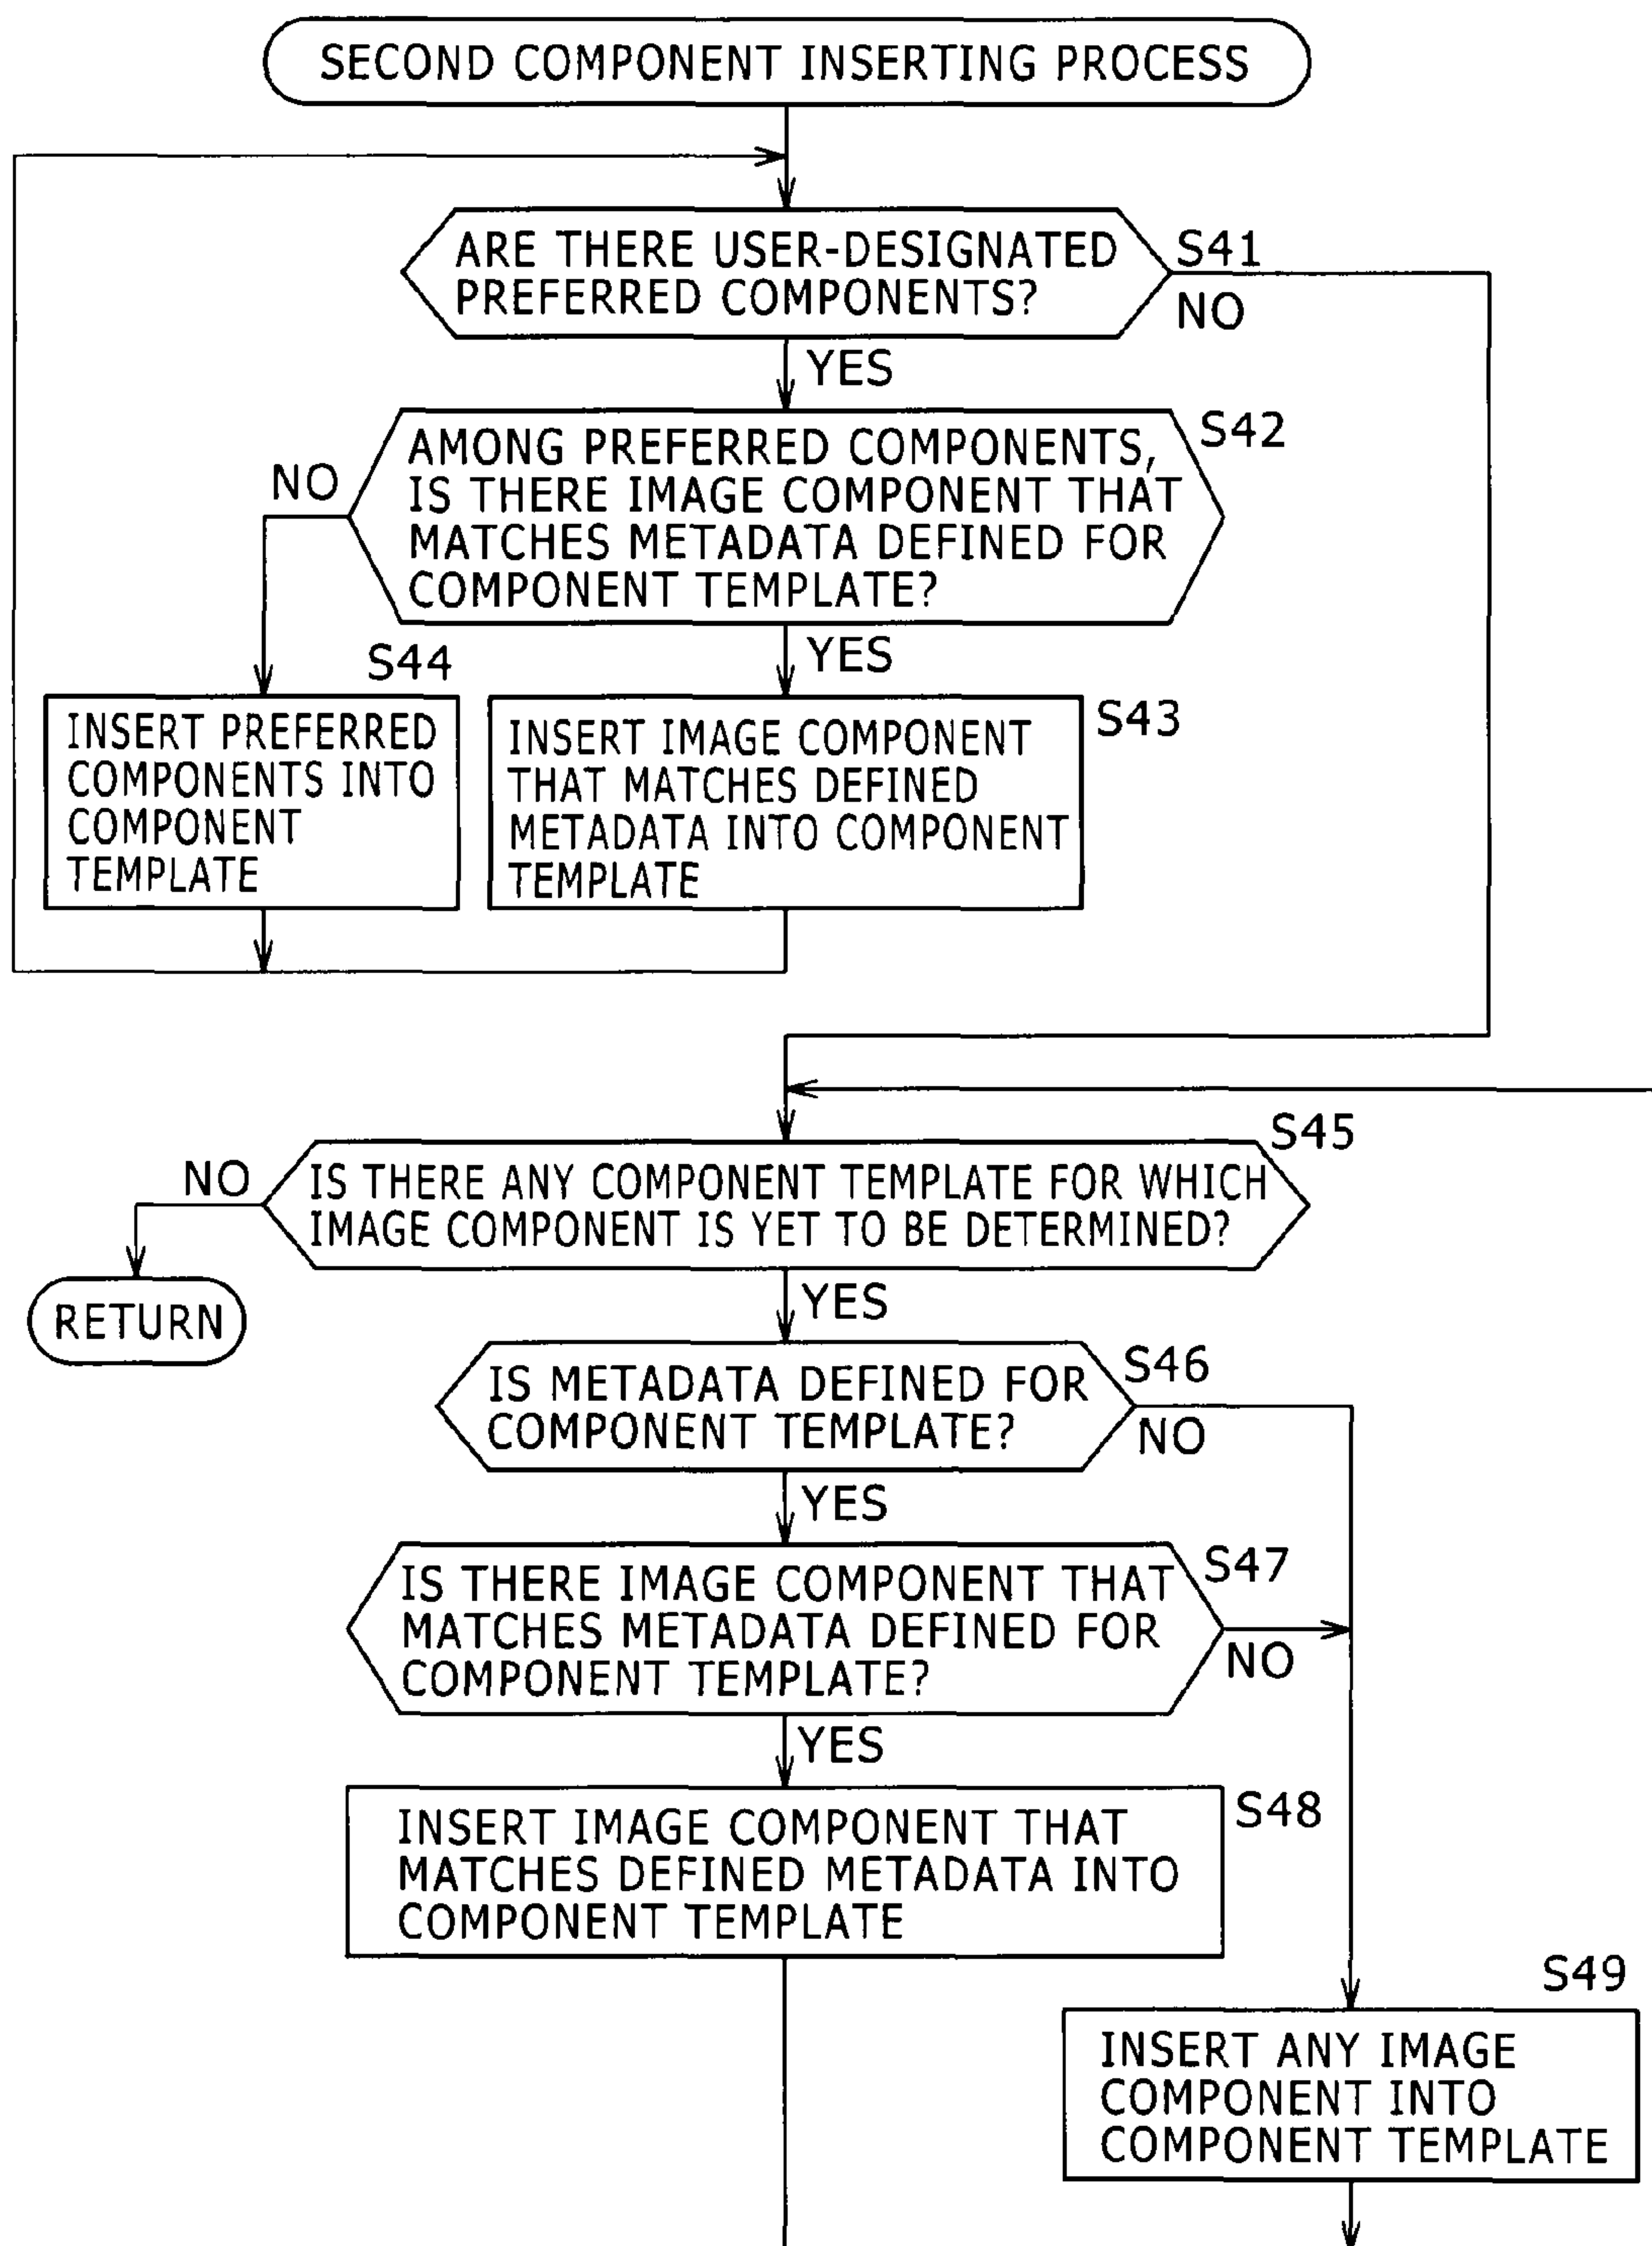 SECOND COMPONENT INSERTING PROCESS
ARE THERE USER-DESIGNATED
PREFERRED COMPONENTS?
S41
NO
YES
AMONG PREFERRED COMPONENTS,
IS THERE IMAGE COMPONENT THAT
MATCHES METADATA DEFINED FOR
COMPONENT TEMPLATE?
S42
NO
YES
S44
INSERT PREFERRED
COMPONENTS INTO
COMPONENT
TEMPLATE
S43
INSERT IMAGE COMPONENT
THAT MATCHES DEFINED
METADATA INTO COMPONENT
TEMPLATE
S45
NO
IS THERE ANY COMPONENT TEMPLATE FOR WHICH
IMAGE COMPONENT IS YET TO BE DETERMINED?
RETURN
YES
IS METADATA DEFINED FOR
COMPONENT TEMPLATE?
S46
NO
YES
IS THERE IMAGE COMPONENT THAT
MATCHES METADATA DEFINED FOR
COMPONENT TEMPLATE?
S47
NO
YES
INSERT IMAGE COMPONENT THAT
MATCHES DEFINED METADATA INTO
COMPONENT TEMPLATE
S48
S49
INSERT ANY IMAGE
COMPONENT INTO
COMPONENT TEMPLATE